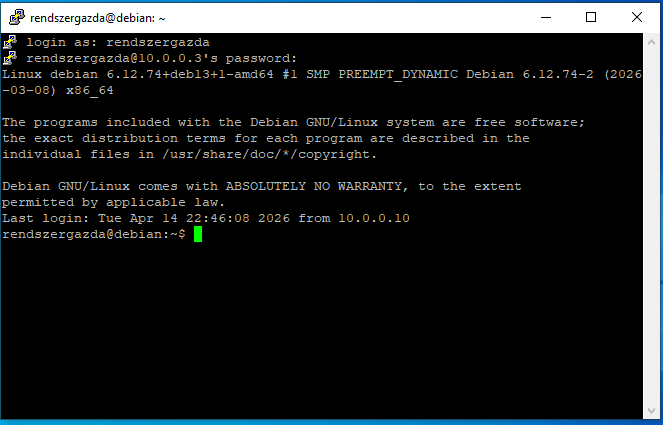 rendszergazda@debian: ~
login as: rendszergazda
rendszergazda@10.0.0.3's password:
Linux debian 6.12.74+deb13+1-amd64 #1 SMP PREEMPT_DYNAMIC Debian 6.12.74-2 (2026
-03-08) x86_64
The programs included with the Debian GNU/Linux system are free software;
the exact distribution terms for each program are described in the
individual files in /usr/share/doc/*/copyright.
Debian GNU/Linux comes with ABSOLUTELY NO WARRANTY, to the extent
permitted by applicable law.
Last login: Tue Apr 14 22:46:08 2026 from 10.0.0.10
rendszergazda@debian:~$